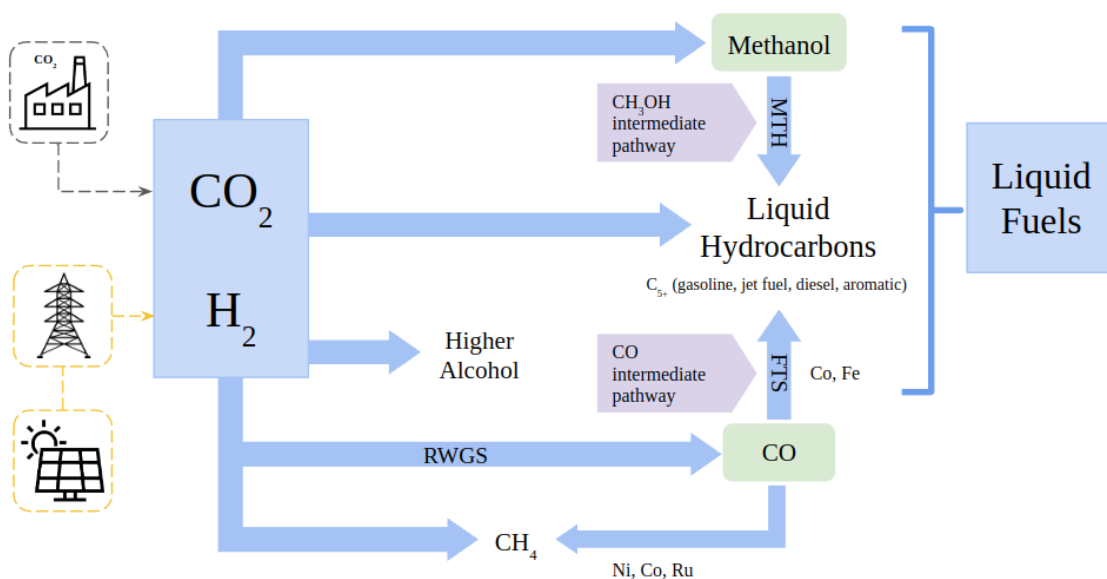 CO₂
Methanol
CH₃OH
intermediate
pathway
MTH
CO₂
H₂
Liquid
Hydrocarbons
C₅₊ (gasoline, jet fuel, diesel, aromatic)
Liquid
Fuels
Higher
Alcohol
CO
intermediate
pathway
FTS
Co, Fe
RWGS
CO
CH₄
Ni, Co, Ru